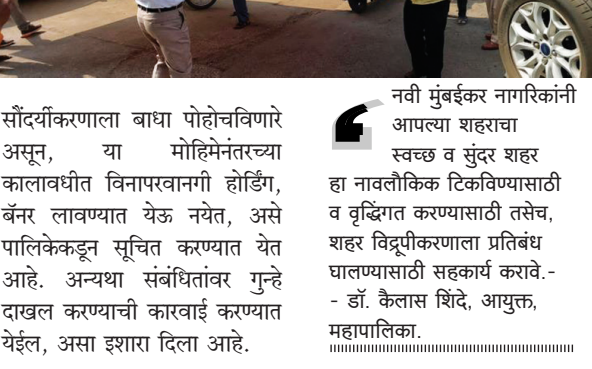 सौंदर्यीकरणाला बाधा पोहोचविणारे
असून, या मोहिमेनंतरच्या
कालावधीत विनापरवानगी होर्डिंग,
बॅनर लावण्यात येऊ नयेत, असे
पालिकेकडून सूचित करण्यात येत
आहे. अन्यथा संबंधितांवर गुन्हे
दाखल करण्याची कारवाई करण्यात
येईल, असा इशारा दिला आहे.
नवी मुंबईकर नागरिकांनी
आपल्या शहराचा
स्वच्छ व सुंदर शहर
हा नावलौकिक टिकविण्यासाठी
व वृद्धिंगत करण्यासाठी तसेच,
शहर विद्रूपीकरणाला प्रतिबंध
घालण्यासाठी सहकार्य करावे.-
- डॉ. कैलास शिंदे, आयुक्त,
महापालिका.